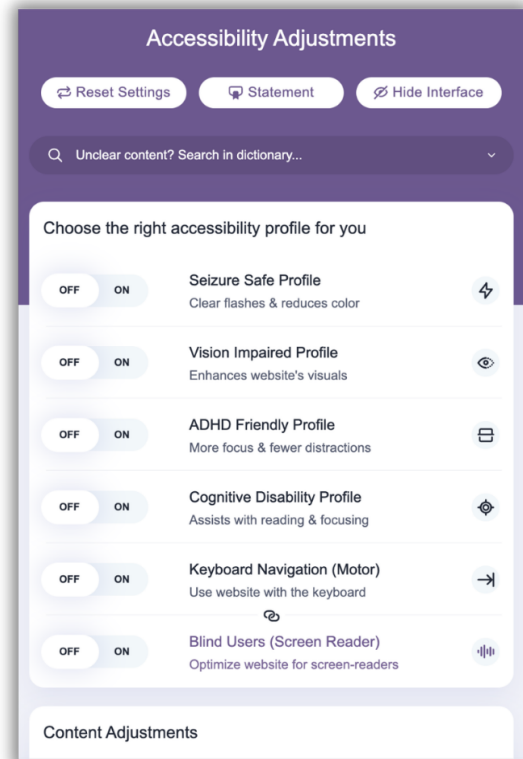 Accessibility Adjustments
Reset Settings
Statement
Hide Interface
Unclear content? Search in dictionary...
Choose the right accessibility profile for you
OFF ON
Seizure Safe Profile
Clear flashes & reduces color
OFF ON
Vision Impaired Profile
Enhances website's visuals
OFF ON
ADHD Friendly Profile
More focus & fewer distractions
OFF ON
Cognitive Disability Profile
Assists with reading & focusing
OFF ON
Keyboard Navigation (Motor)
Use website with the keyboard
OFF ON
Blind Users (Screen Reader)
Optimize website for screen-readers
Content Adjustments